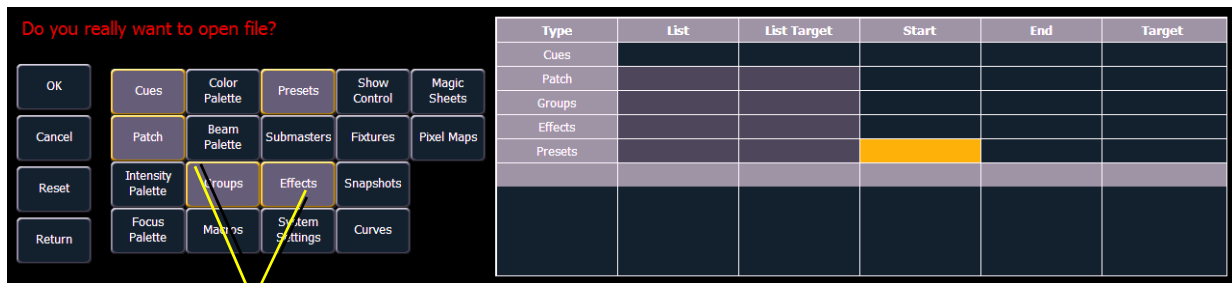 Do you really want to open file?
OK
Cues
Color
Palette
Presets
Show
Control
Magic
Sheets
Cancel
Patch
Beam
Palette
Submasters
Fixtures
Pixel Maps
Reset
Intensity
Palette
Groups
Effects
Snapshots
Return
Focus
Palette
Macros
System
Settings
Curves
Type List List Target Start End Target
Cues
Patch
Groups
Effects
Presets